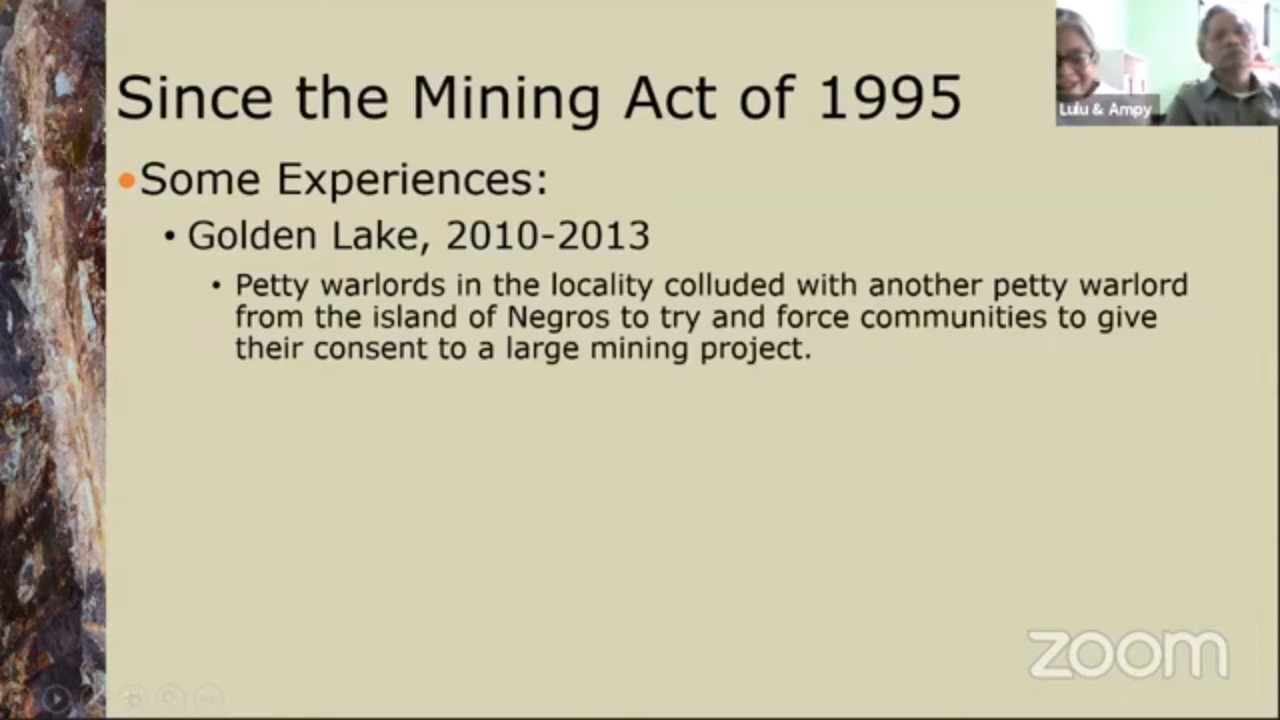 Since the Mining Act of 1995
Lulu & Ampy
•Some Experiences:
• Golden Lake, 2010-2013
• Petty warlords in the locality colluded with another petty warlord
from the island of Negros to try and force communities to give
their consent to a large mining project.
zoom